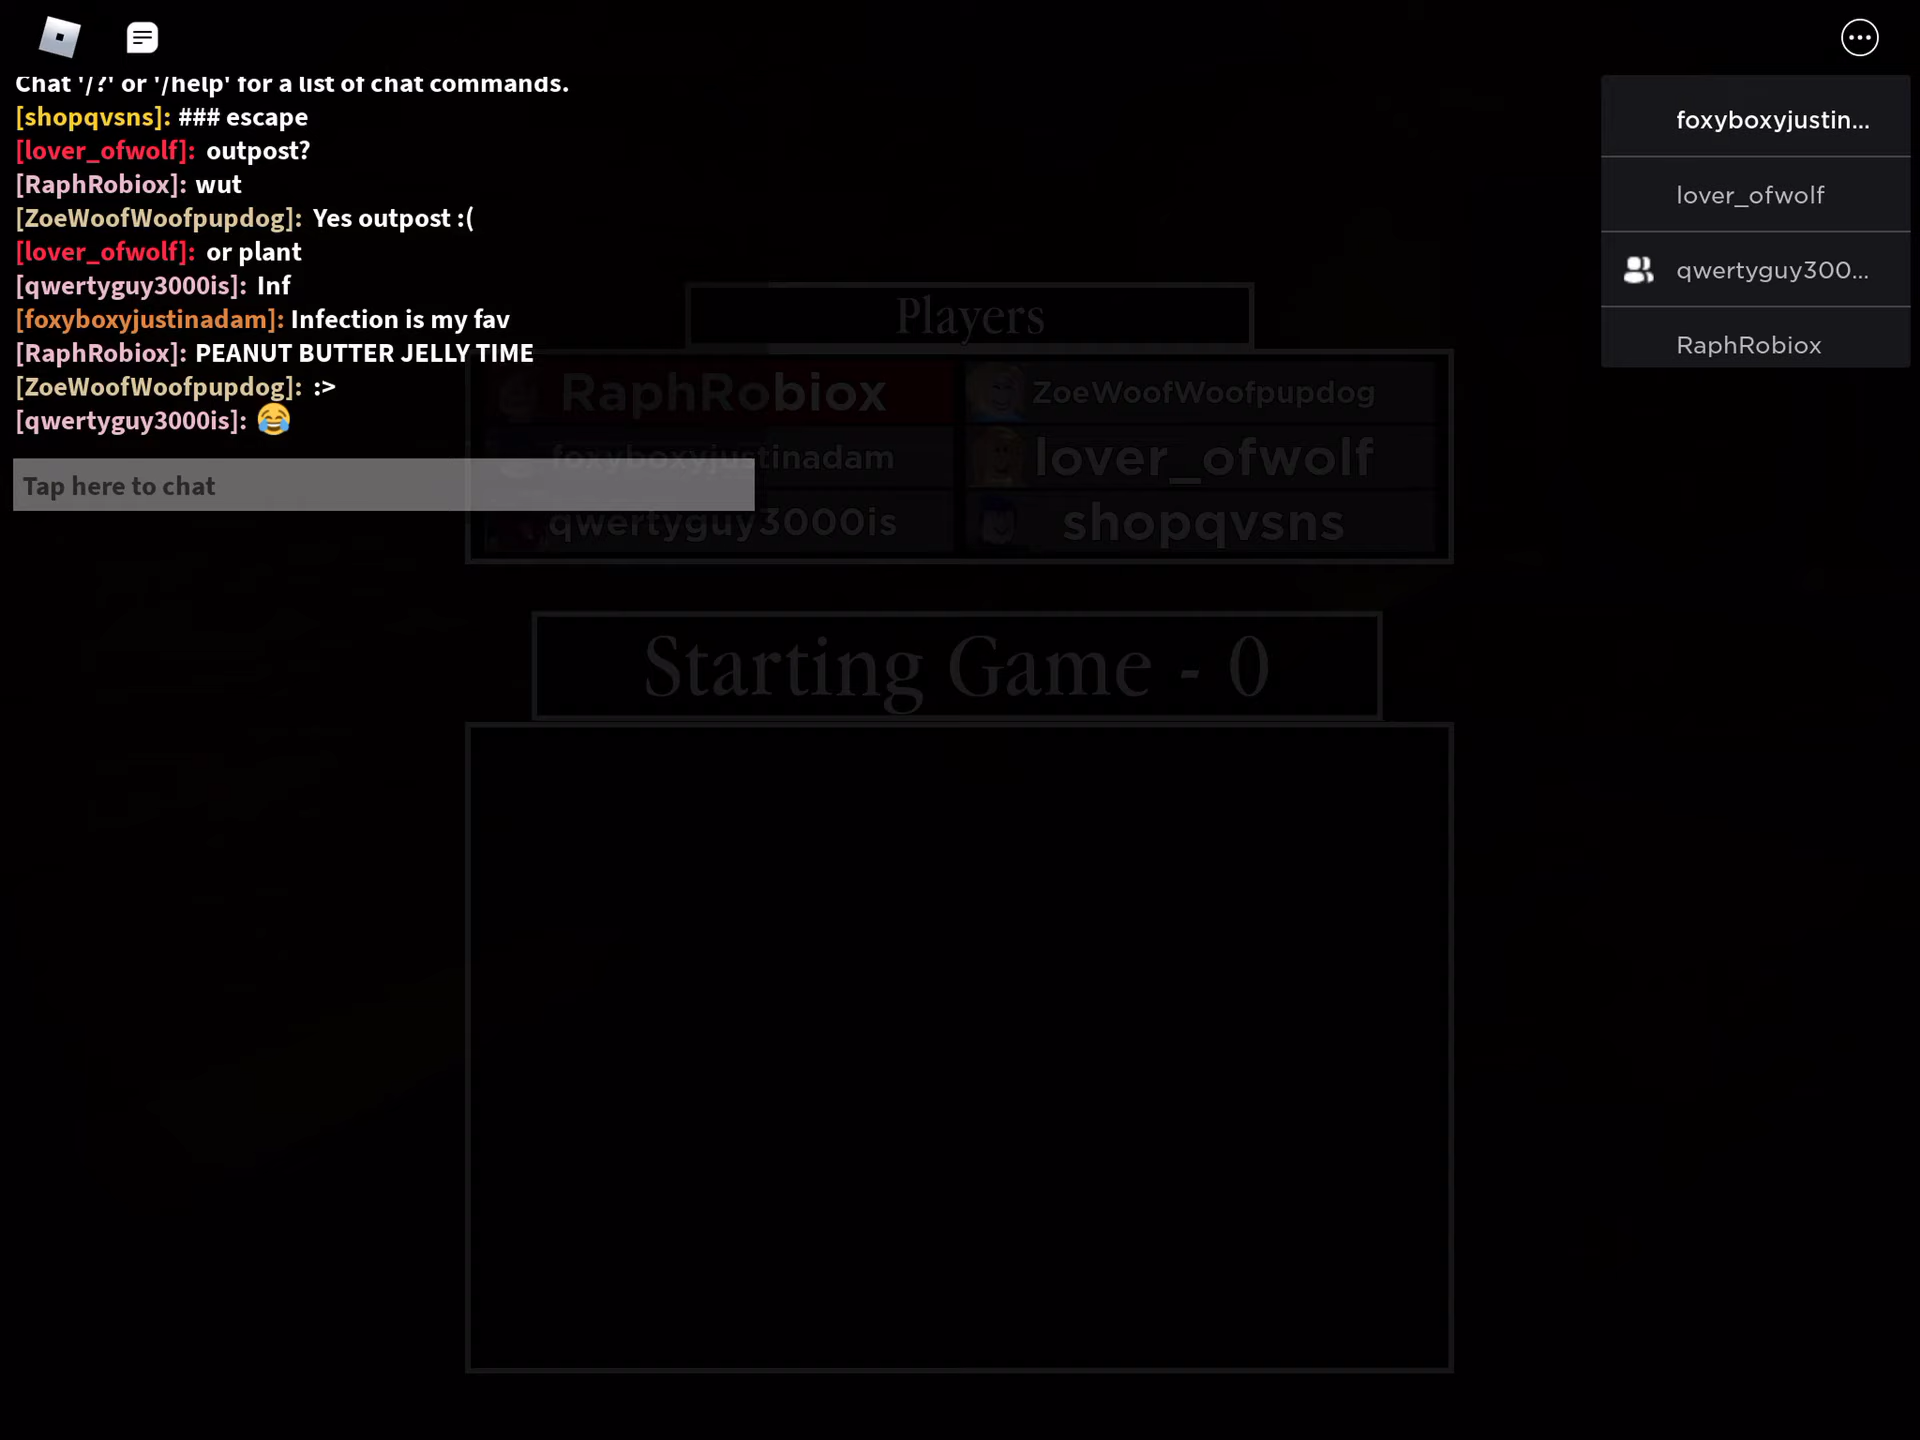 Chat '/?' or '/help' for a list of chat commands.
[shopqvsns]: ### escape
[lover_ofwolf]: outpost?
[RaphRobiox]: wut
[ZoeWoofWoofpupdog]: Yes outpost :(
[lover_ofwolf]: or plant
[qwertyguy3000is]: Inf
[foxyboxyjustinadam]: Infection is my fav
[RaphRobiox]: PEANUT BUTTER JELLY TIME
[ZoeWoofWoofpupdog]: :>
[qwertyguy3000is]: 😂
Tap here to chat
foxyboxyjustin...
lover_ofwolf
qwertyguy300...
RaphRobiox
Players
RaphRobiox ZoeWoofWoofpupdog
foxyboxyjustinadam lover_ofwolf
qwertyguy3000is shopqvsns
Starting Game - 0